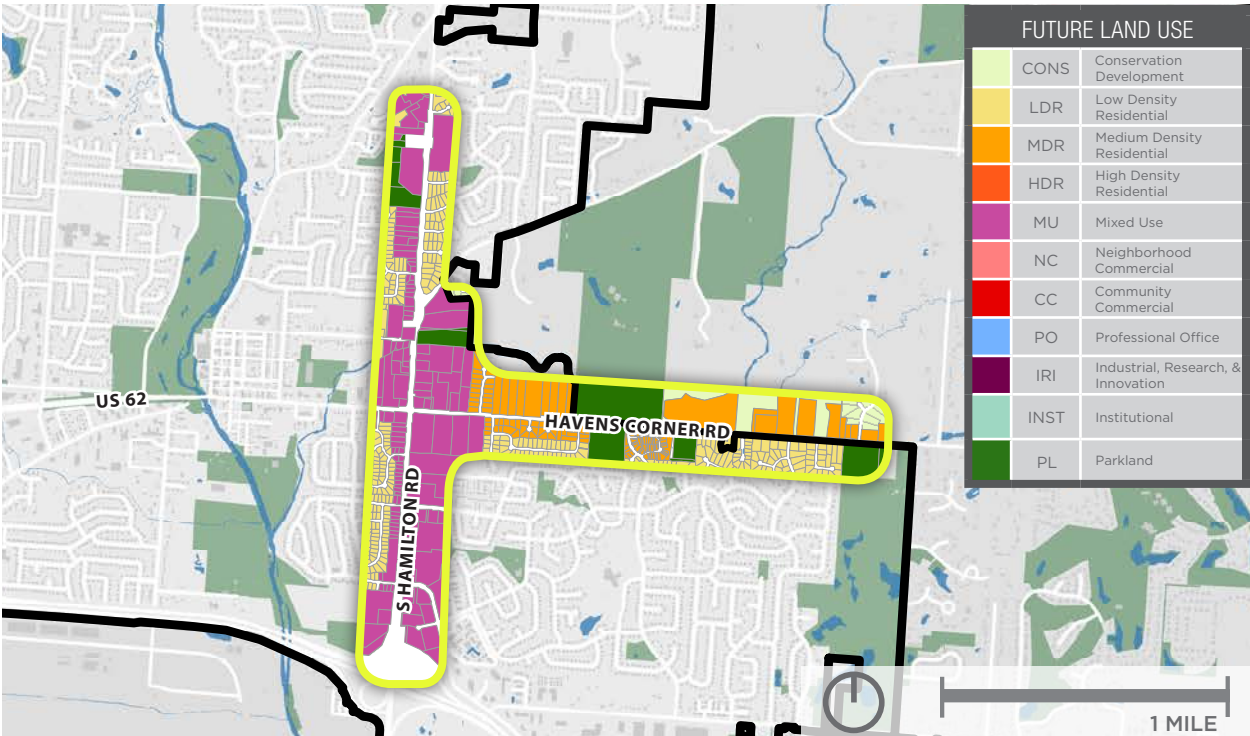 FUTURE LAND USE
CONS Conservation
Development
LDR Low Density
Residential
MDR Medium Density
Residential
HDR High Density
Residential
MU Mixed Use
NC Neighborhood
Commercial
CC Community
Commercial
PO Professional Office
IRI Industrial, Research, &
Innovation
INST Institutional
PL Parkland
US 62
HAVENS CORNER RD
S HAMILTON RD
1 MILE